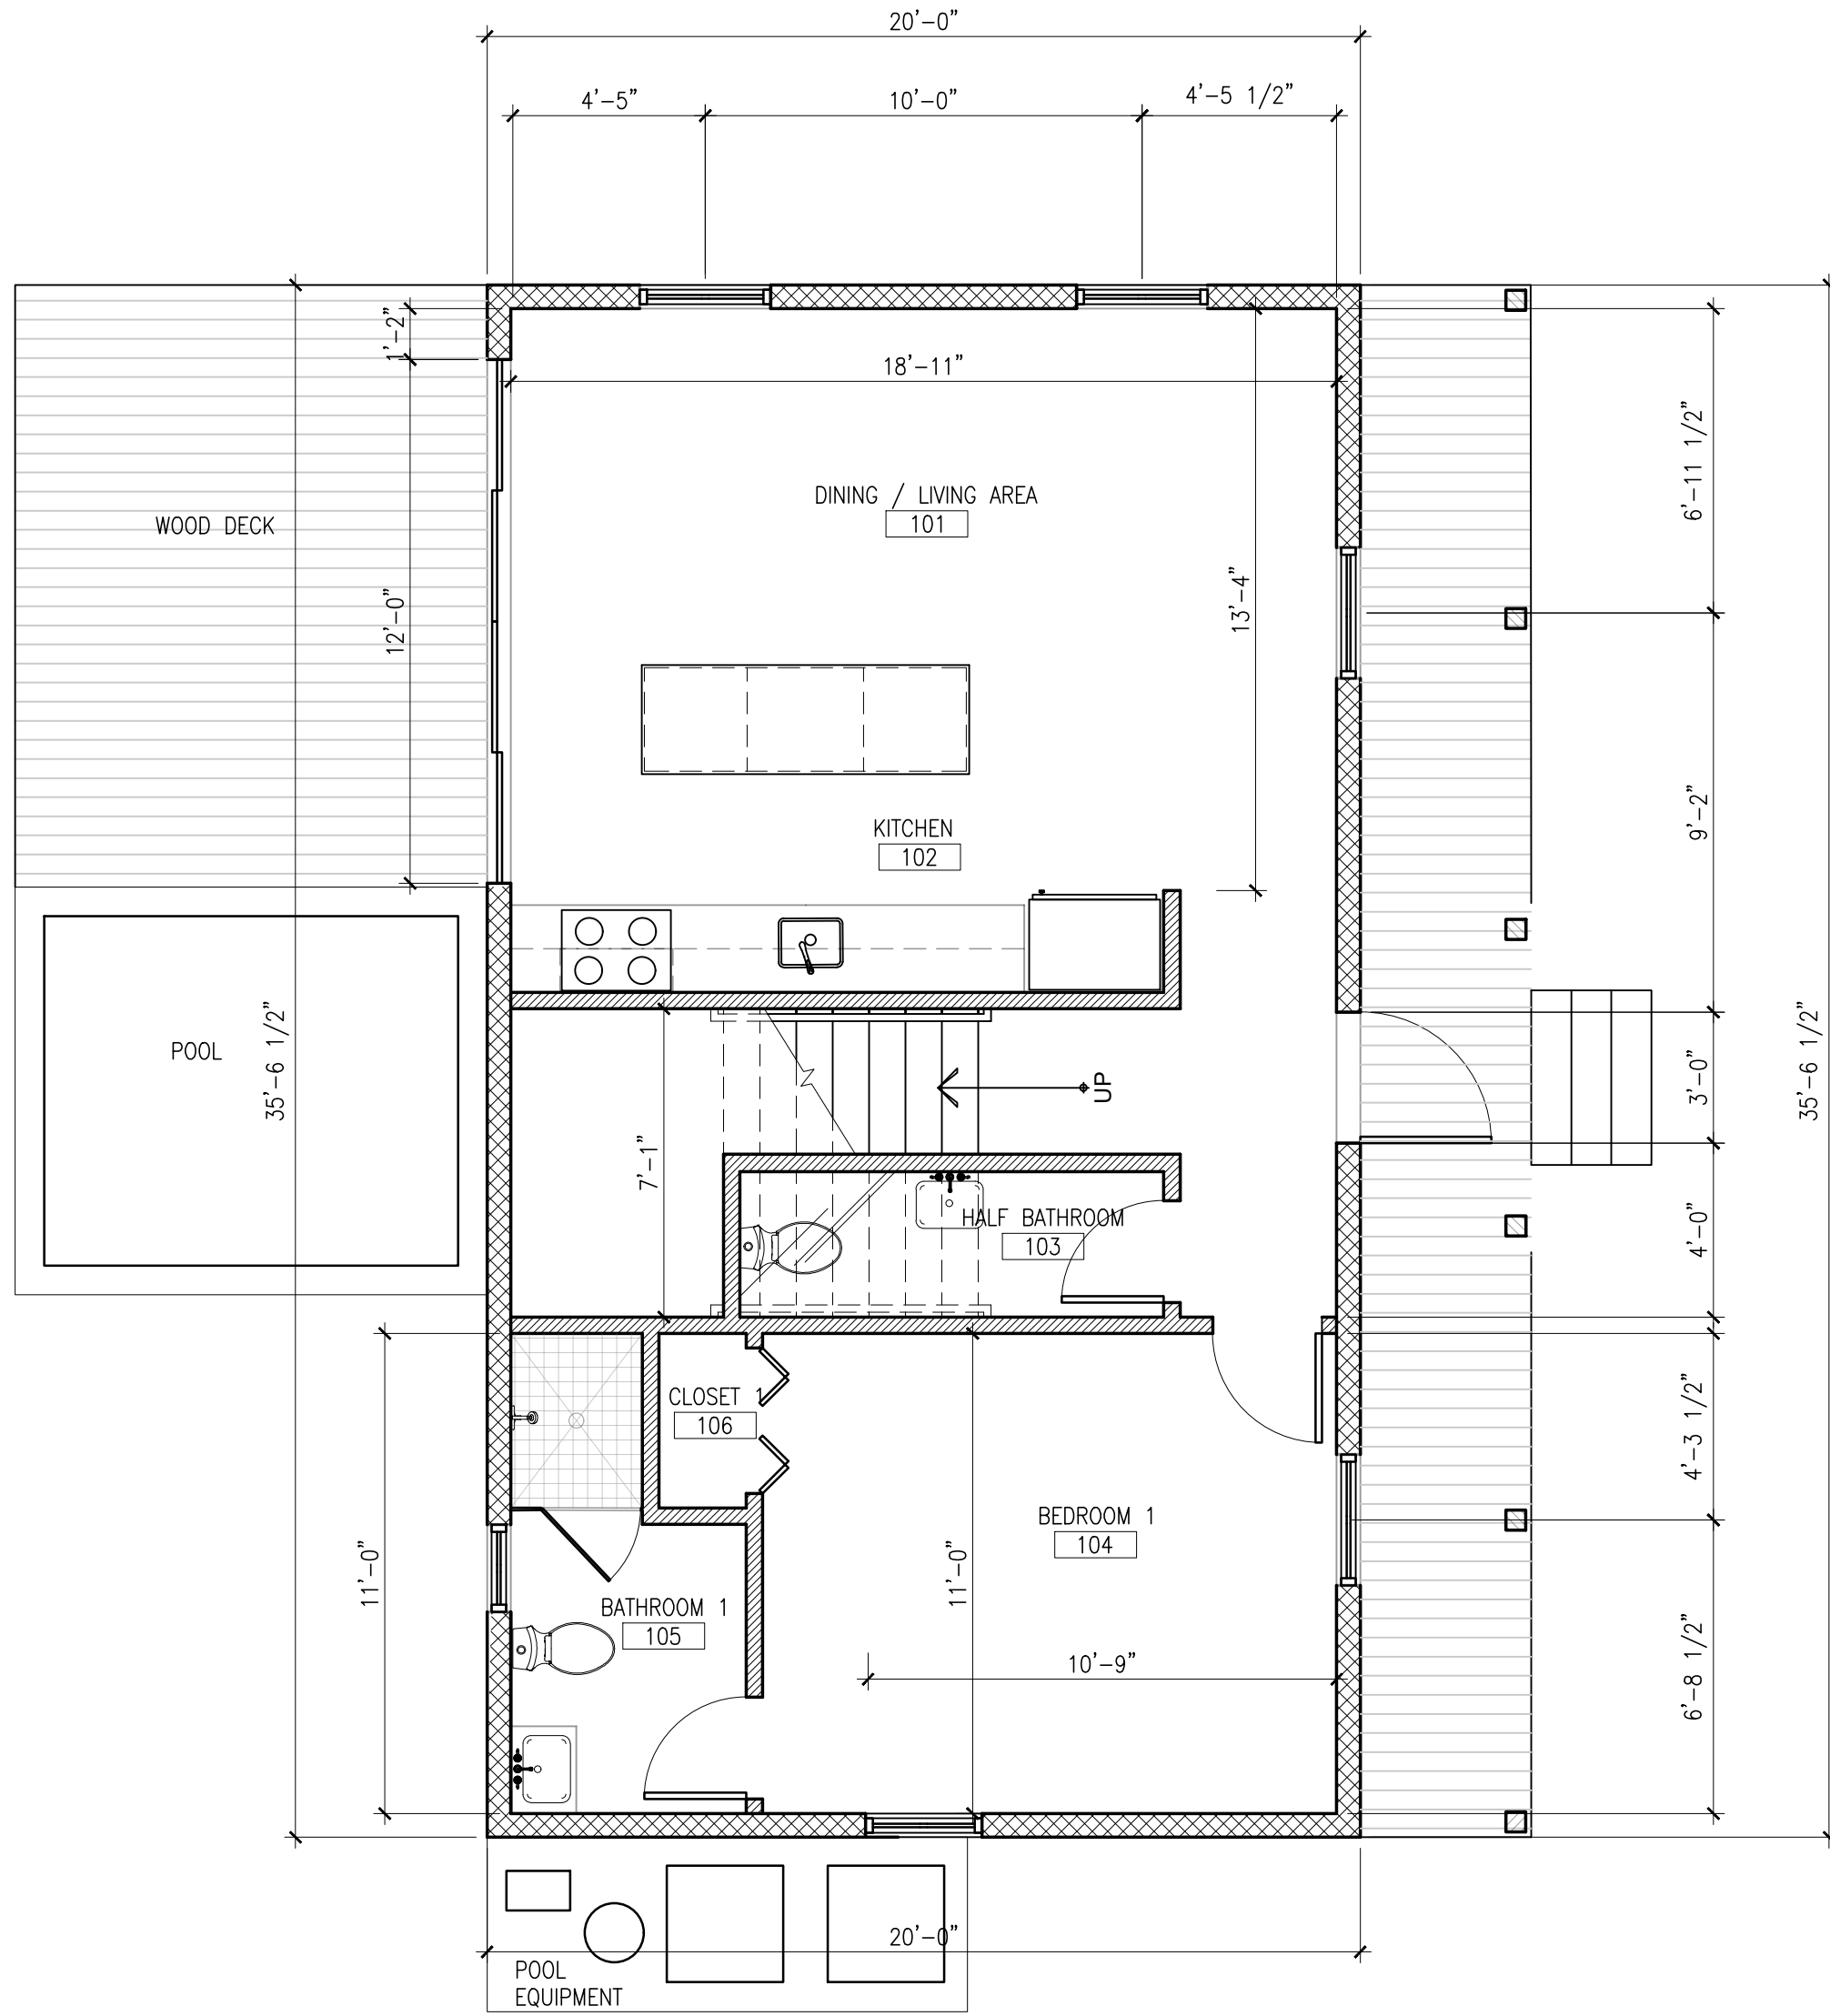 20'-0"
4'-5"
10'-0"
4'-5 1/2"
1'-2"
18'-11"
6'-11 1/2"
DINING / LIVING AREA
101
WOOD DECK
12'-0"
13'-4"
9'-2"
KITCHEN
102
POOL
35'-6 1/2"
UP
3'-0"
35'-6 1/2"
7'-1"
HALF BATHROOM
103
4'-0"
CLOSET 1
106
4'-3 1/2"
BEDROOM 1
104
11'-0"
11'-0"
BATHROOM 1
105
10'-9"
6'-8 1/2"
20'-0"
POOL
EQUIPMENT